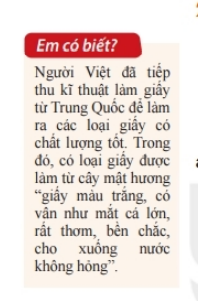 Em có biết?
Người Việt đã tiếp
thu kĩ thuật làm giấy
từ Trung Quốc để làm
ra các loại giấy có
chất lượng tốt. Trong
đó, có loại giấy được
làm từ cây mật hương
“giấy màu trắng, có
vân như mắt cá lớn,
rất thơm, bền chắc,
cho xuống nước
không hỏng”.